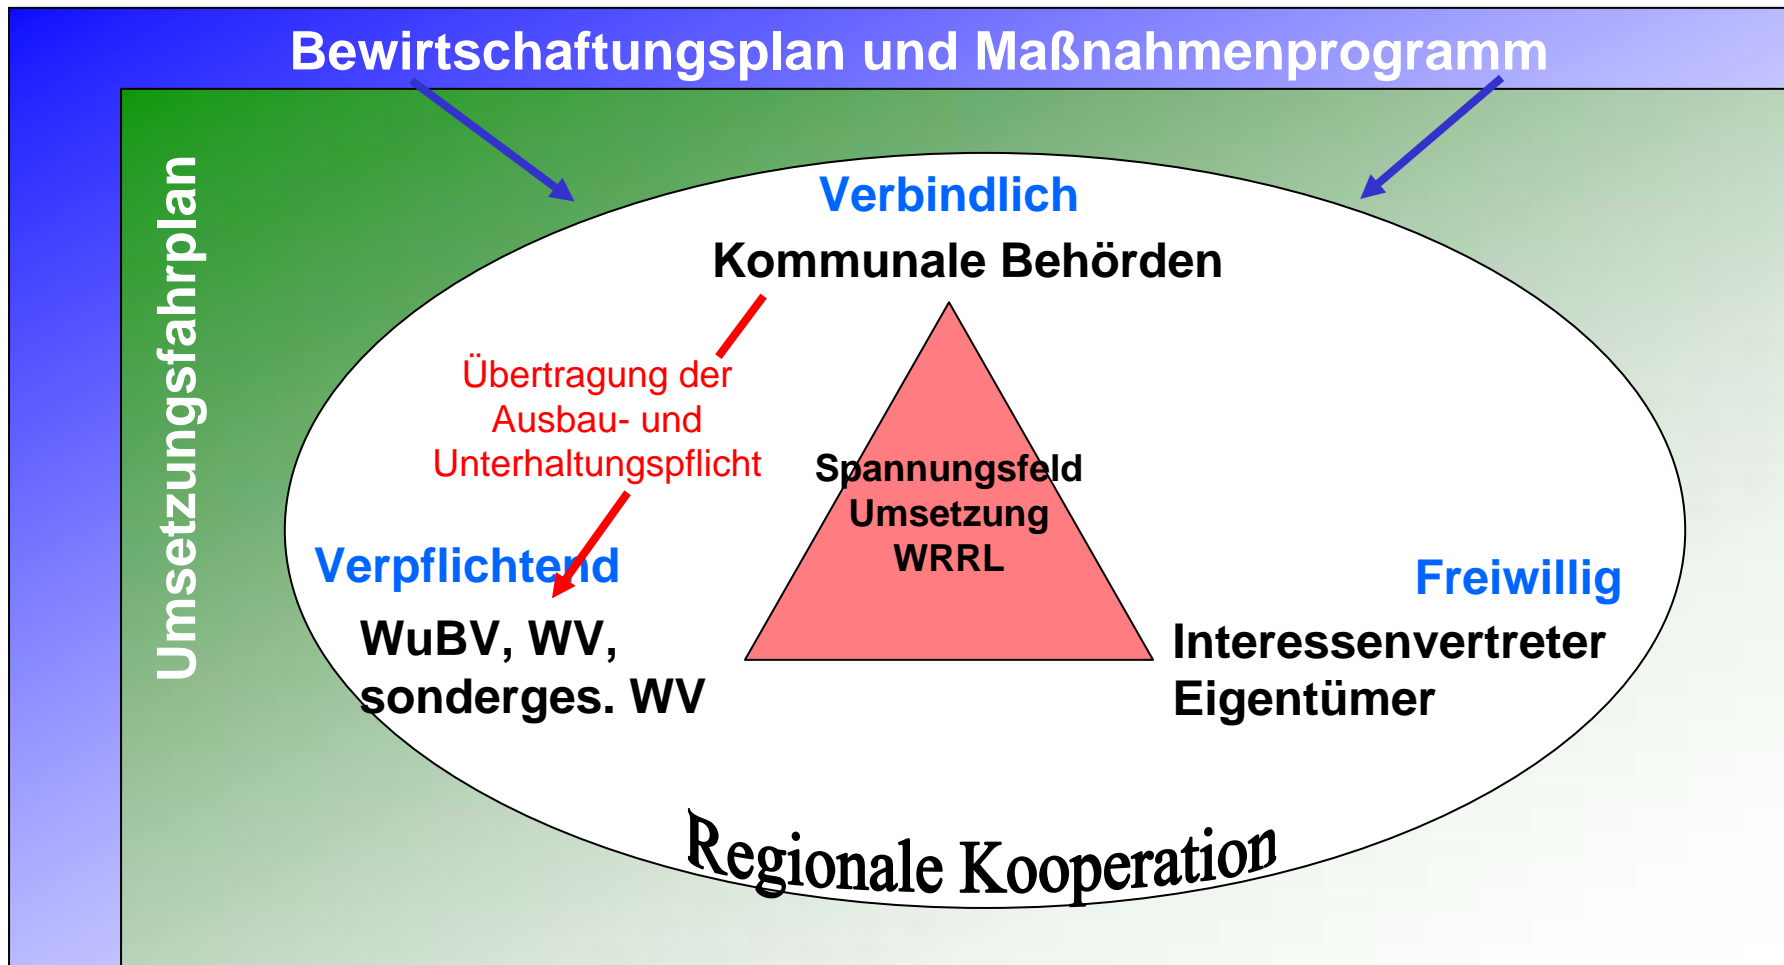 Bewirtschaftungsplan und Maßnahmenprogramm
Umsetzungsfahrplan
Verbindlich
Kommunale Behörden
Übertragung der
Ausbau- und
Unterhaltungspflicht
Spannungsfeld
Umsetzung
WRRL
Verpflichtend
WuBV, WV,
sonderges. WV
Freiwillig
Interessenvertreter
Eigentümer
Regionale Kooperation